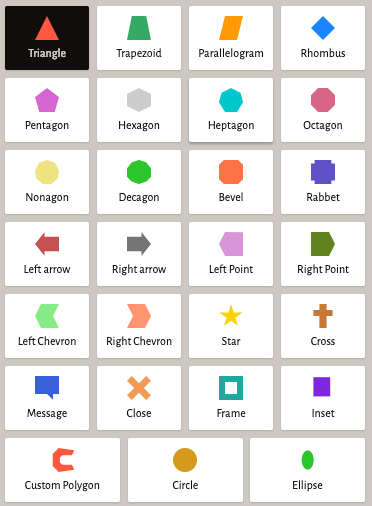 Triangle
Trapezoid
Parallelogram
Rhombus
Pentagon
Hexagon
Heptagon
Octagon
Nonagon
Decagon
Bevel
Rabbet
Left arrow
Right arrow
Left Point
Right Point
Left Chevron
Right Chevron
Star
Cross
Message
Close
Frame
Inset
Custom Polygon
Circle
Ellipse